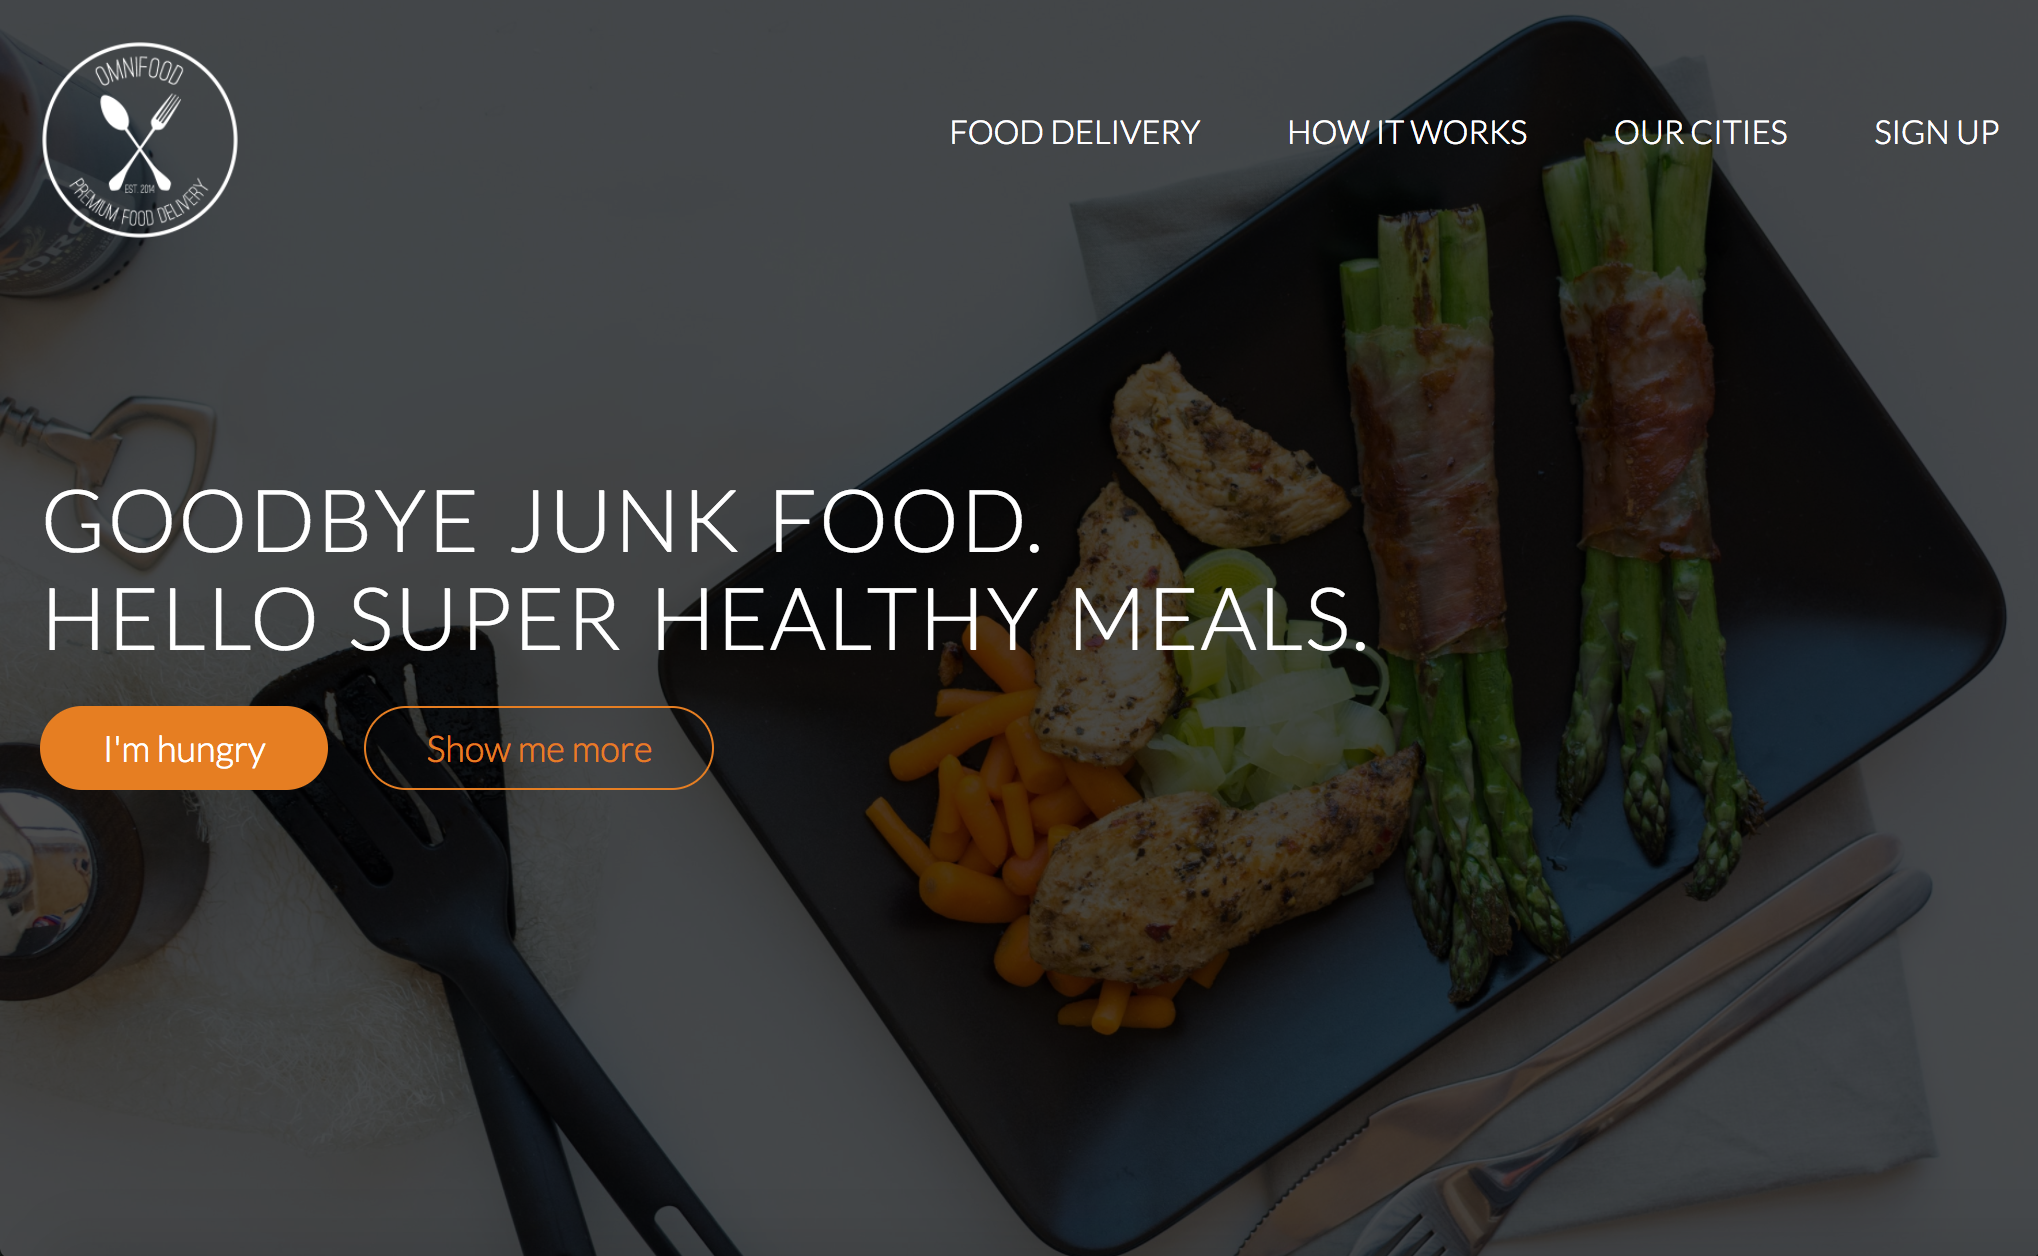 OMNIFOOD
EST. 2014
PREMIUM FOOD DELIVERY
FOOD DELIVERY
HOW IT WORKS
OUR CITIES
SIGN UP
GOODBYE JUNK FOOD.
HELLO SUPER HEALTHY MEALS.
I'm hungry
Show me more